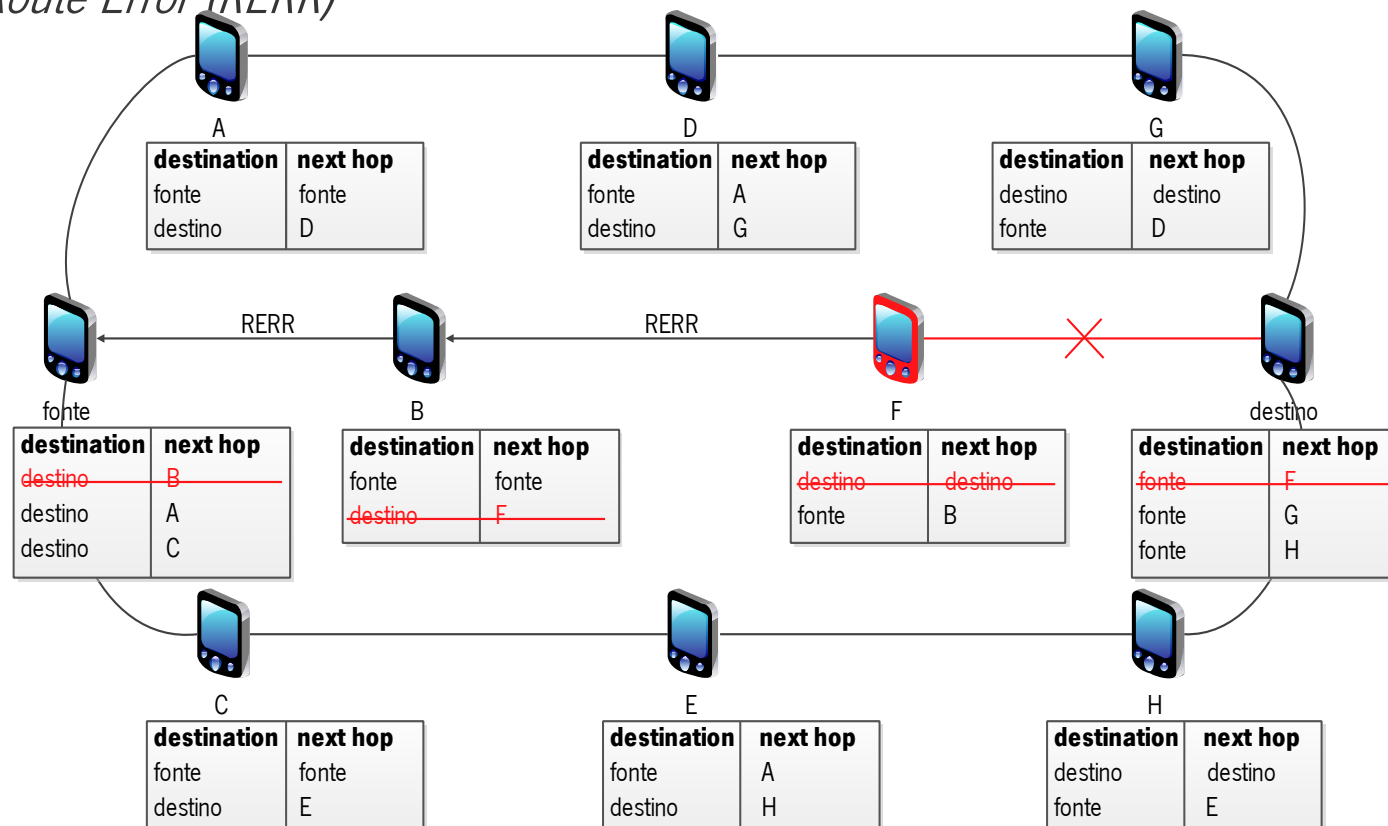 Route Error (RERR)
A
destination next hop
fonte fonte
destino D
D
destination next hop
fonte A
destino G
G
destination next hop
destino destino
fonte D
RERR
RERR
fonte
destination next hop
destino B
destino A
destino C
B
destination next hop
fonte fonte
destino F
F
destination next hop
destino destino
fonte B
destino
destination next hop
fonte F
fonte G
fonte H
C
destination next hop
fonte fonte
destino E
E
destination next hop
fonte A
destino H
H
destination next hop
destino destino
fonte E